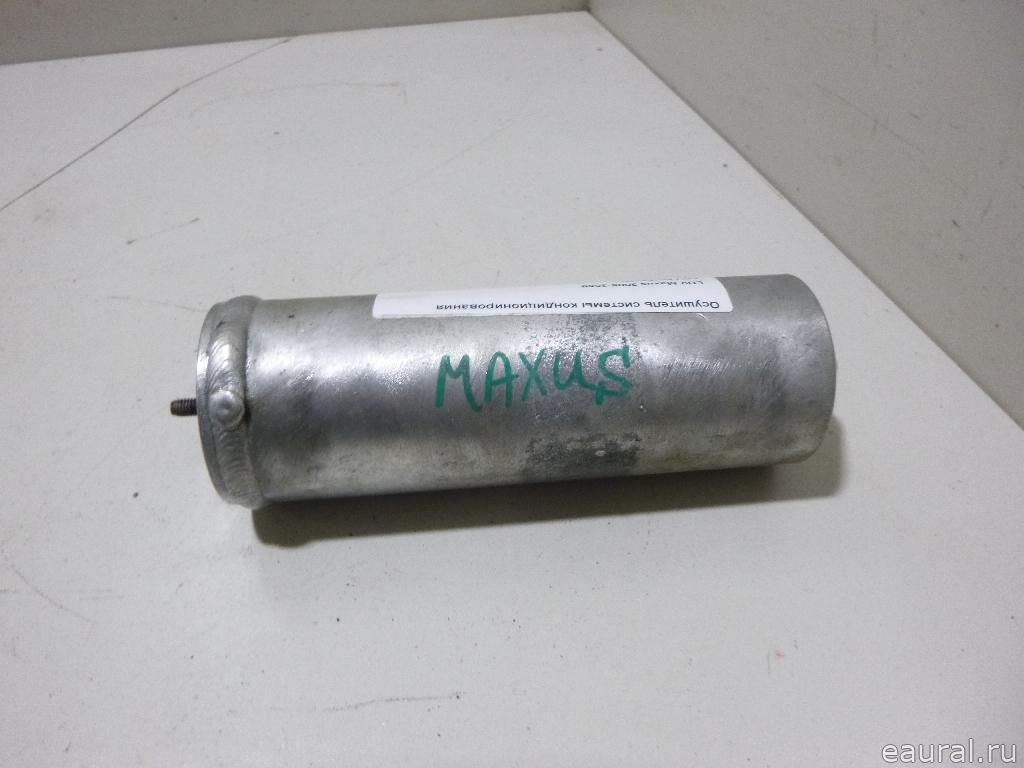 Осушитель системы кондиционирования
MAXUS
eaural.ru